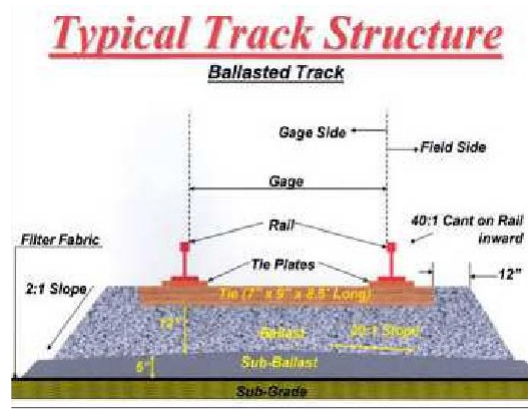 Typical Track Structure
Ballasted Track
Gage Side
Field Side
Gage
Rail
40:1 Cant on Rail
inward
Filter Fabric
Tie Plates
12"
2:1 Slope
Tie (7" x 9" x 8.5' Long)
12"
Ballast
20:1 Slope
Sub-Ballast
6"
Sub-Grade